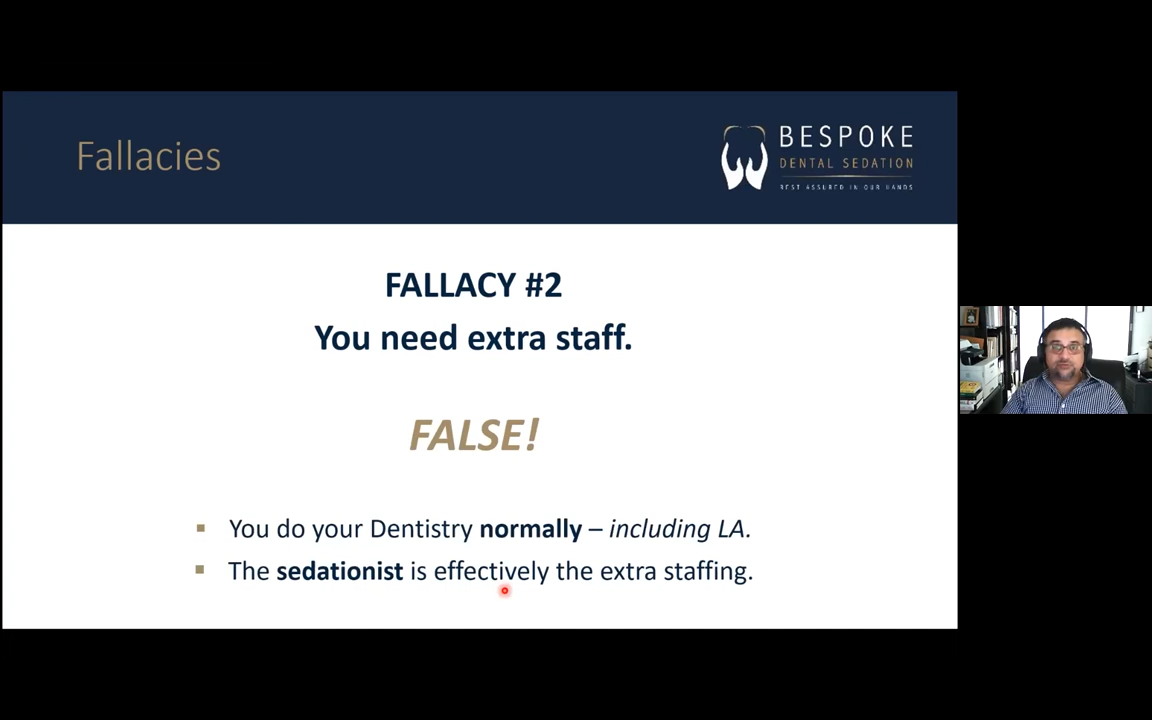 Fallacies
BESPOKE
DENTAL SEDATION
REST ASSURED IN OUR HANDS
FALLACY #2
You need extra staff.
FALSE!
▪ You do your Dentistry normally – including LA.
▪ The sedationist is effectively the extra staffing.